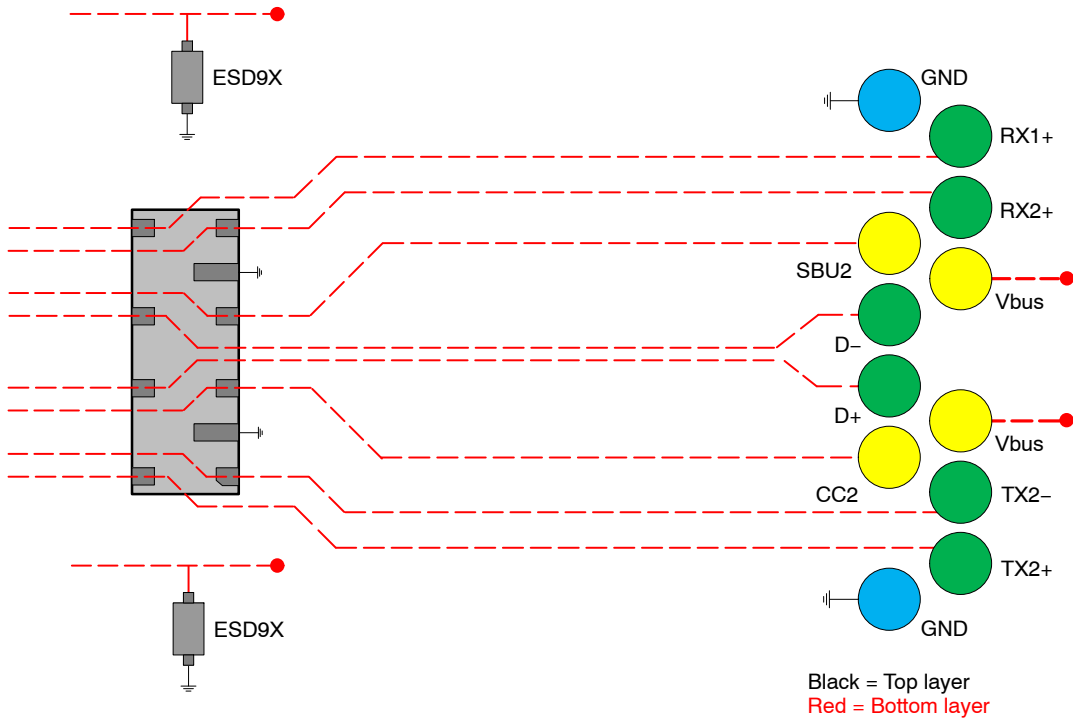 ESD9X
GND
RX1+
RX2+
SBU2
Vbus
D−
D+
Vbus
CC2
TX2−
TX2+
ESD9X
GND
Black = Top layer
Red = Bottom layer